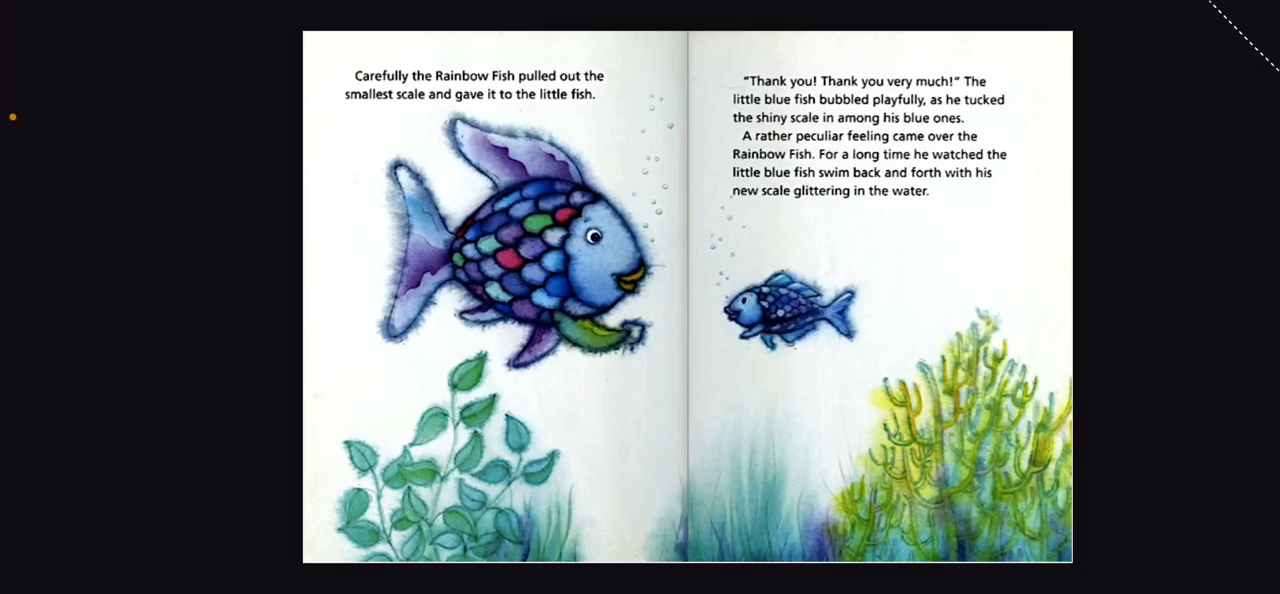 Carefully the Rainbow Fish pulled out the
smallest scale and gave it to the little fish.
“Thank you! Thank you very much!” The
little blue fish bubbled playfully, as he tucked
the shiny scale in among his blue ones.
A rather peculiar feeling came over the
Rainbow Fish. For a long time he watched the
little blue fish swim back and forth with his
new scale glittering in the water.